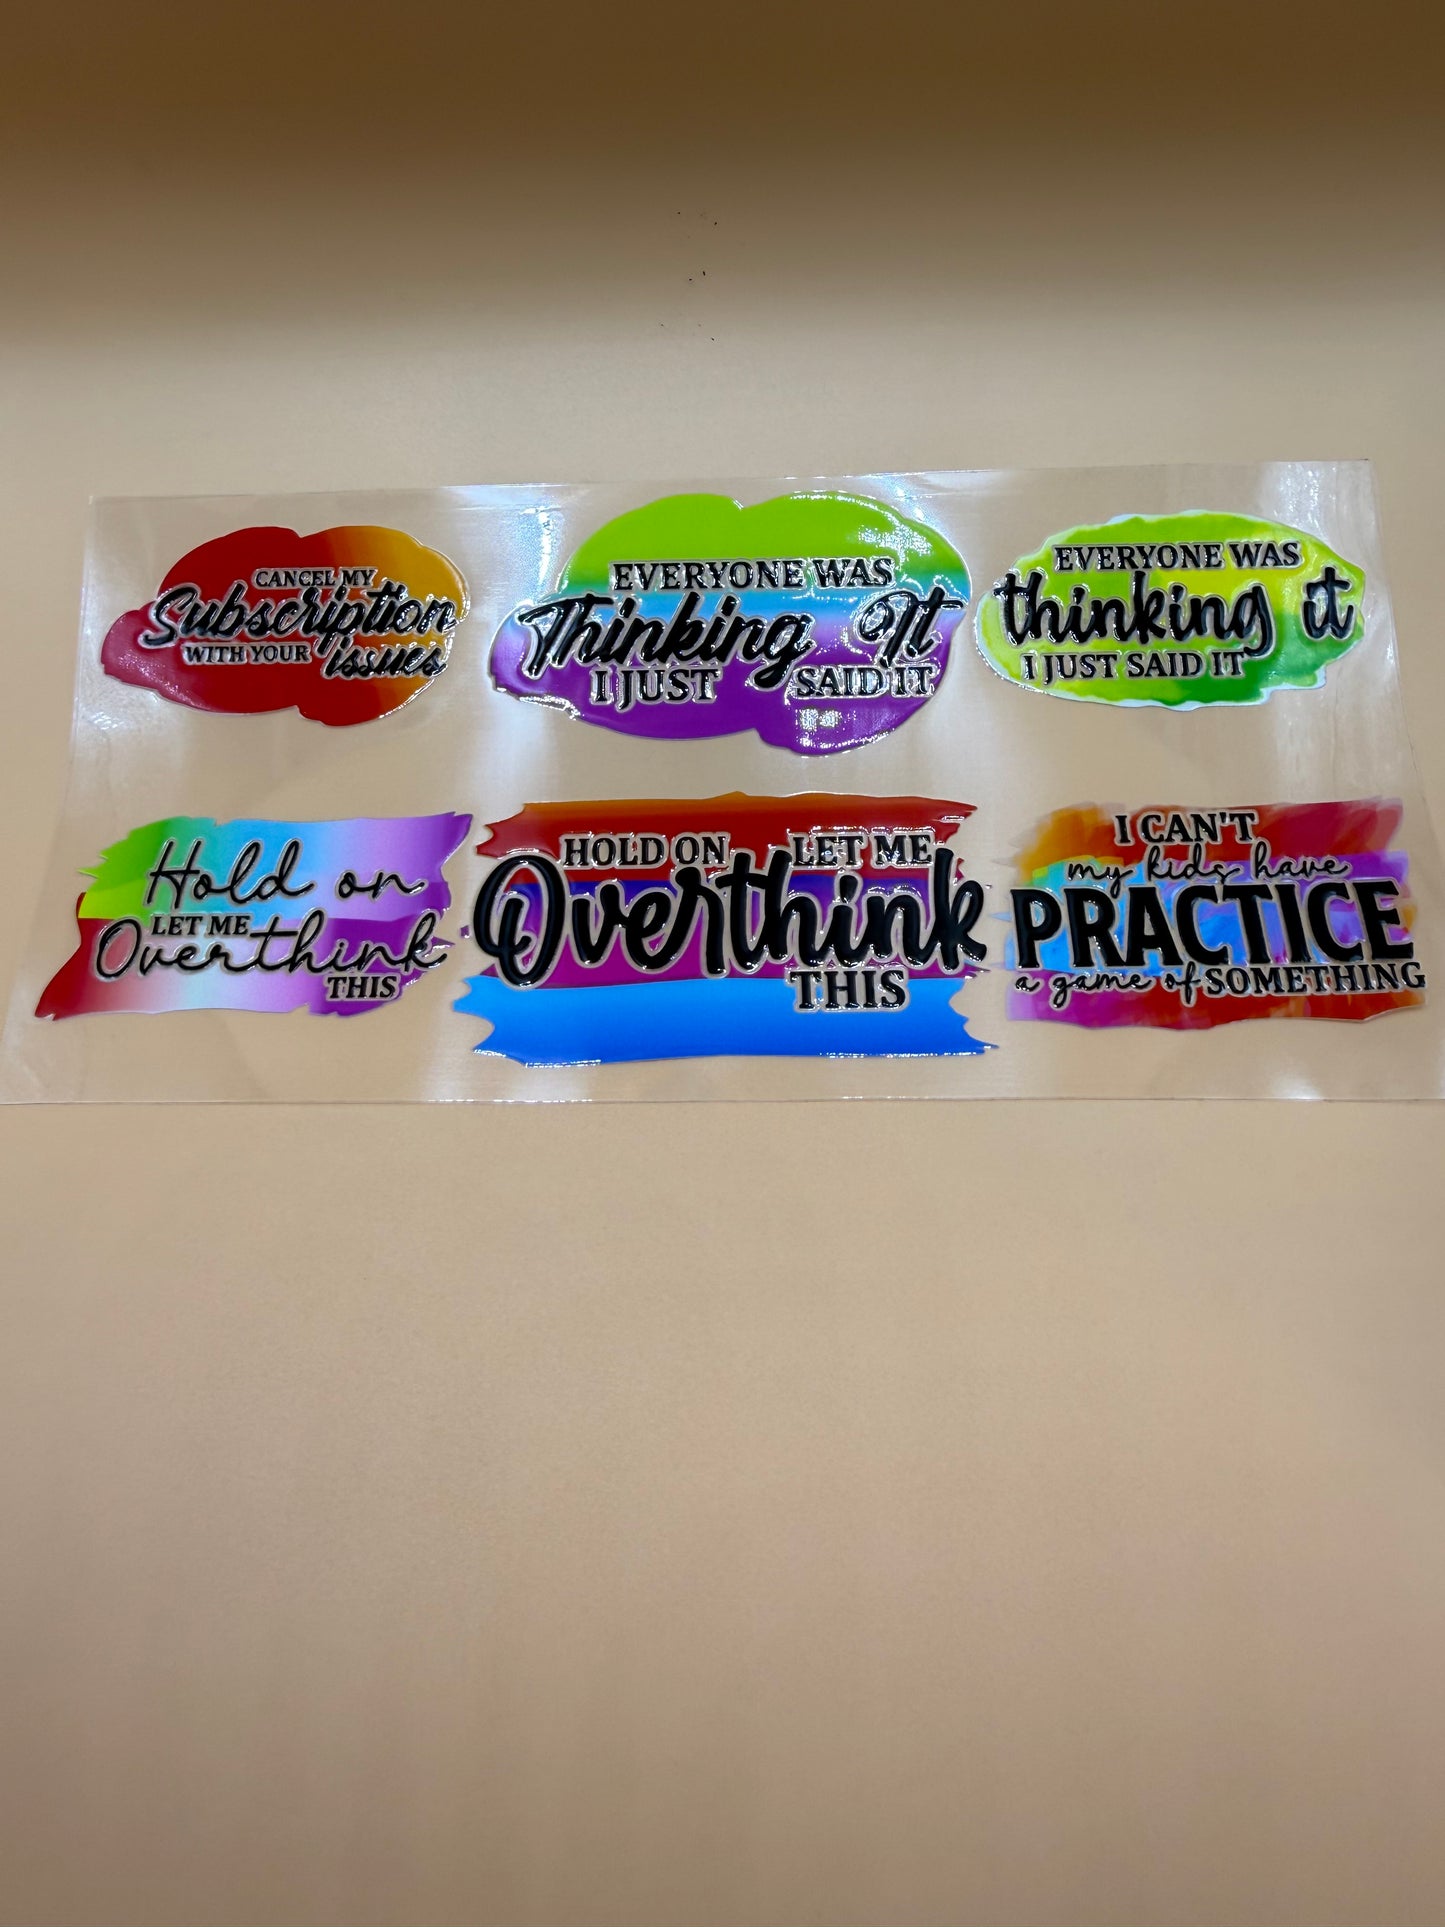 CANCEL MY
Subscription
WITH YOUR issues
EVERYONE WAS
Thinking It
I JUST SAID IT
EVERYONE WAS
thinking it
I JUST SAID IT
Hold on
LET ME
Overthink
THIS
HOLD ON LET ME
Overthink
THIS
I CAN'T
my kids have
PRACTICE
a game of SOMETHING